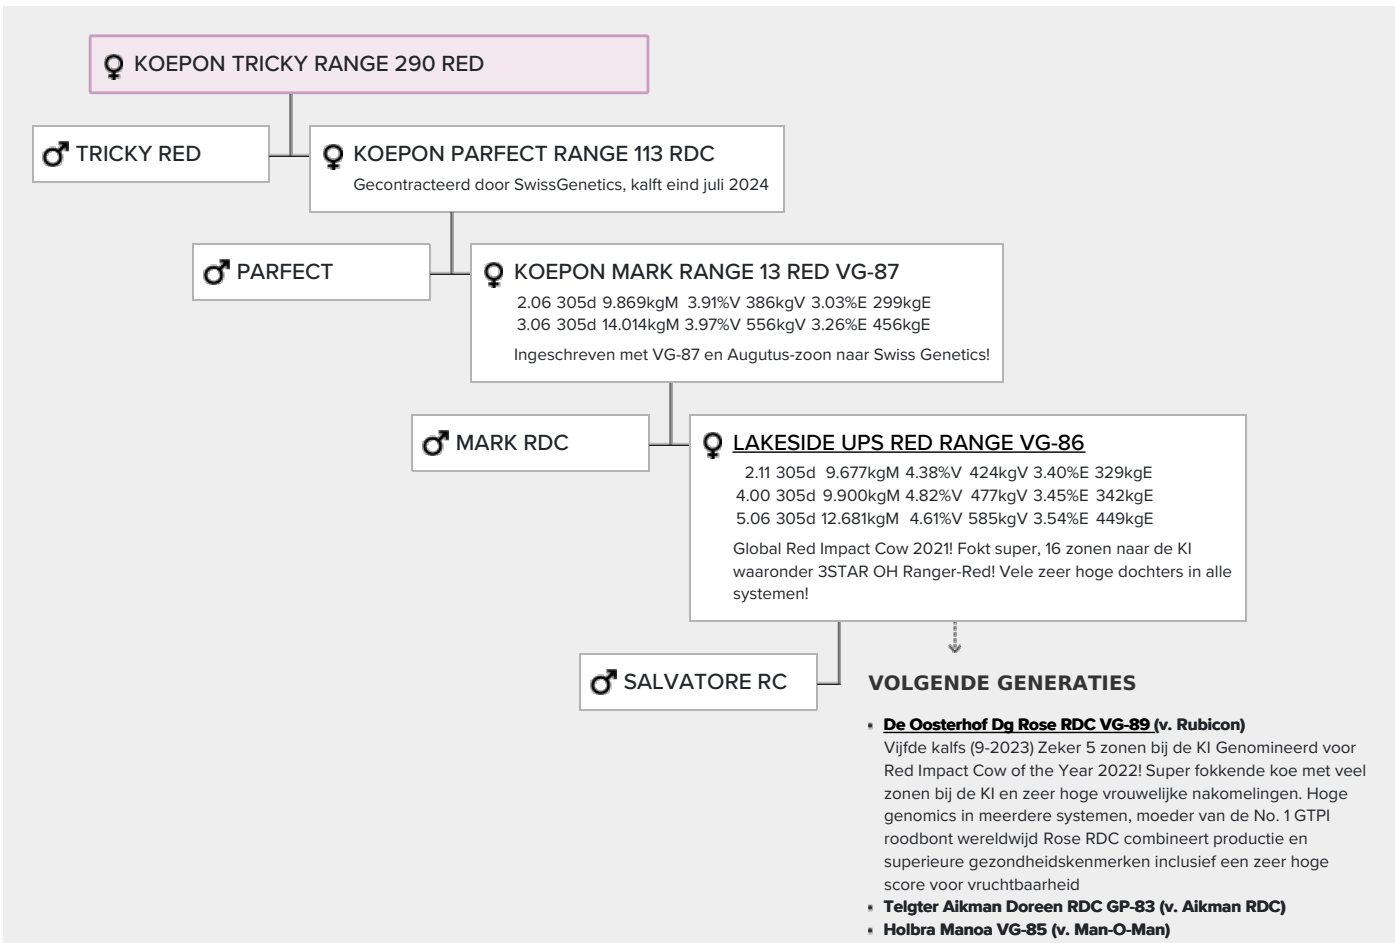 KOEPON TRICKY RANGE 290 RED
TRICKY RED
KOEPON PARFECT RANGE 113 RDC
Gecontracteerd door SwissGenetics, kalft eind juli 2024
PARFECT
KOEPON MARK RANGE 13 RED VG-87
2.06 305d 9.869kgM 3.91%V 386kgV 3.03%E 299kgE
3.06 305d 14.014kgM 3.97%V 556kgV 3.26%E 456kgE
Ingeschreven met VG-87 en Augutus-zoon naar Swiss Genetics!
MARK RDC
LAKESIDE UPS RED RANGE VG-86
2.11 305d 9.677kgM 4.38%V 424kgV 3.40%E 329kgE
4.00 305d 9.900kgM 4.82%V 477kgV 3.45%E 342kgE
5.06 305d 12.681kgM 4.61%V 585kgV 3.54%E 449kgE
Global Red Impact Cow 2021! Fokt super, 16 zonen naar de KI
waaronder 3STAR OH Ranger-Red! Vele zeer hoge dochters in alle
systemen!
SALVATORE RC
VOLGENDE GENERATIES
De Oosterhof Dg Rose RDC VG-89 (v. Rubicon)
Vijfde kalfs (9-2023) Zeker 5 zonen bij de KI Genomineerd voor
Red Impact Cow of the Year 2022! Super fokkende koe met veel
zonen bij de KI en zeer hoge vrouwelijke nakomelingen. Hoge
genomics in meerdere systemen, moeder van de No. 1 GTPI
roodbont wereldwijd Rose RDC combineert productie en
superieure gezondheidskenmerken inclusief een zeer hoge
score voor vruchtbaarheid
Telgter Aikman Doreen RDC GP-83 (v. Aikman RDC)
Holbra Manoa VG-85 (v. Man-O-Man)